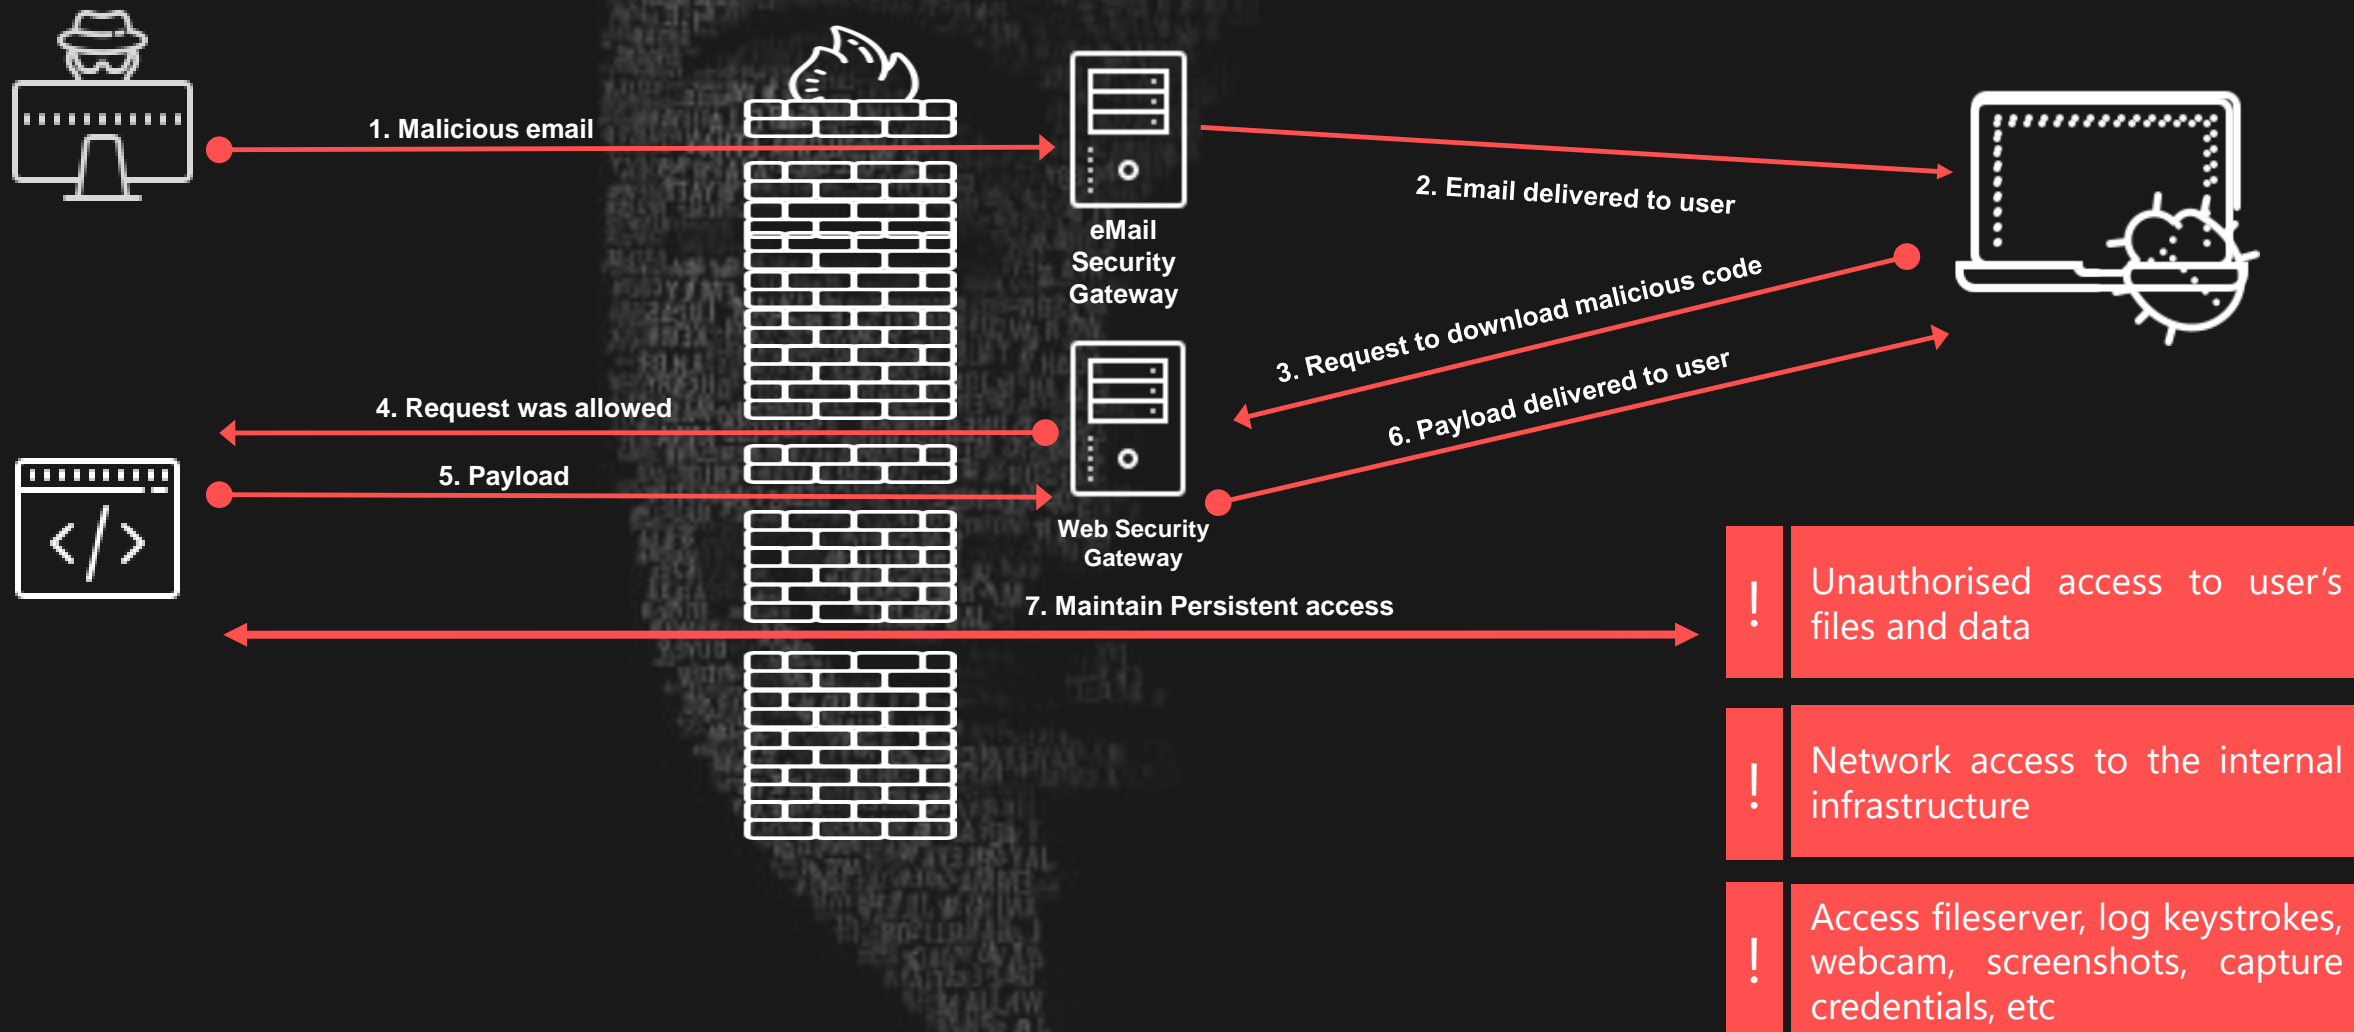 1. Malicious email
2. Email delivered to user
eMail
Security
Gateway
3. Request to download malicious code
4. Request was allowed
5. Payload
6. Payload delivered to user
Web Security
Gateway
7. Maintain Persistent access
</>
!
Unauthorised access to user’s
files and data
!
Network access to the internal
infrastructure
!
Access fileserver, log keystrokes,
webcam, screenshots, capture
credentials, etc